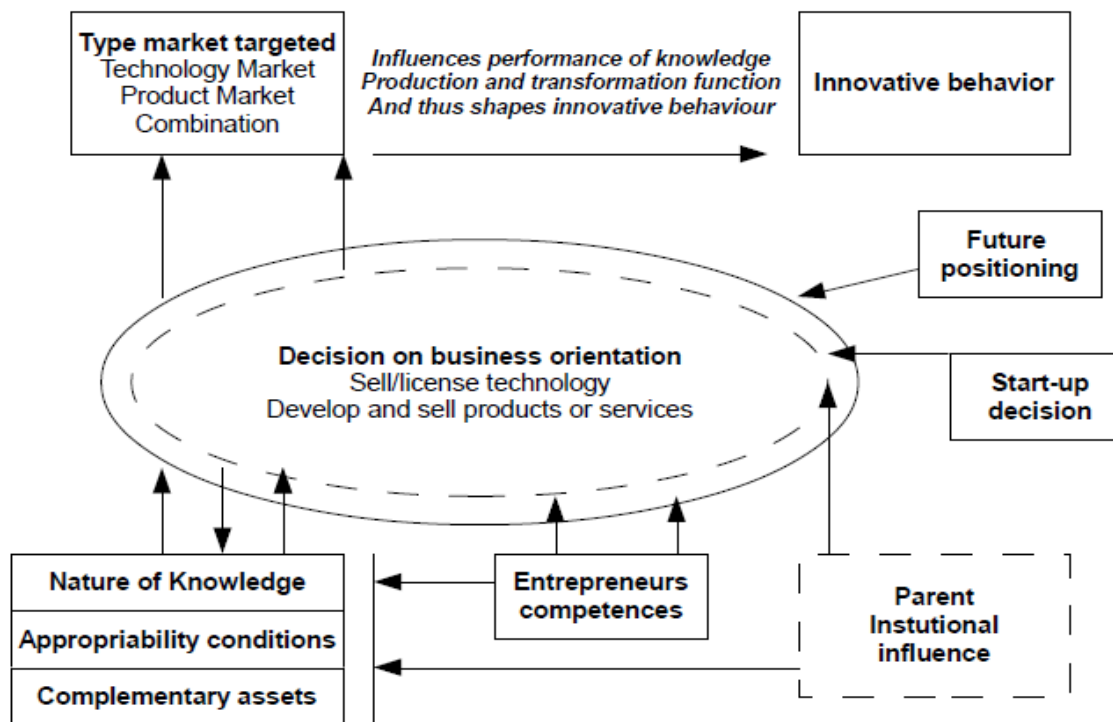 Type market targeted
Technology Market
Product Market
Combination
Influences performance of knowledge
Production and transformation function
And thus shapes innovative behaviour
Innovative behavior
Future
positioning
Decision on business orientation
Sell/license technology
Develop and sell products or services
Start-up
decision
Nature of Knowledge
Appropriability conditions
Complementary assets
Entrepreneurs
competences
Parent
Instutional
influence